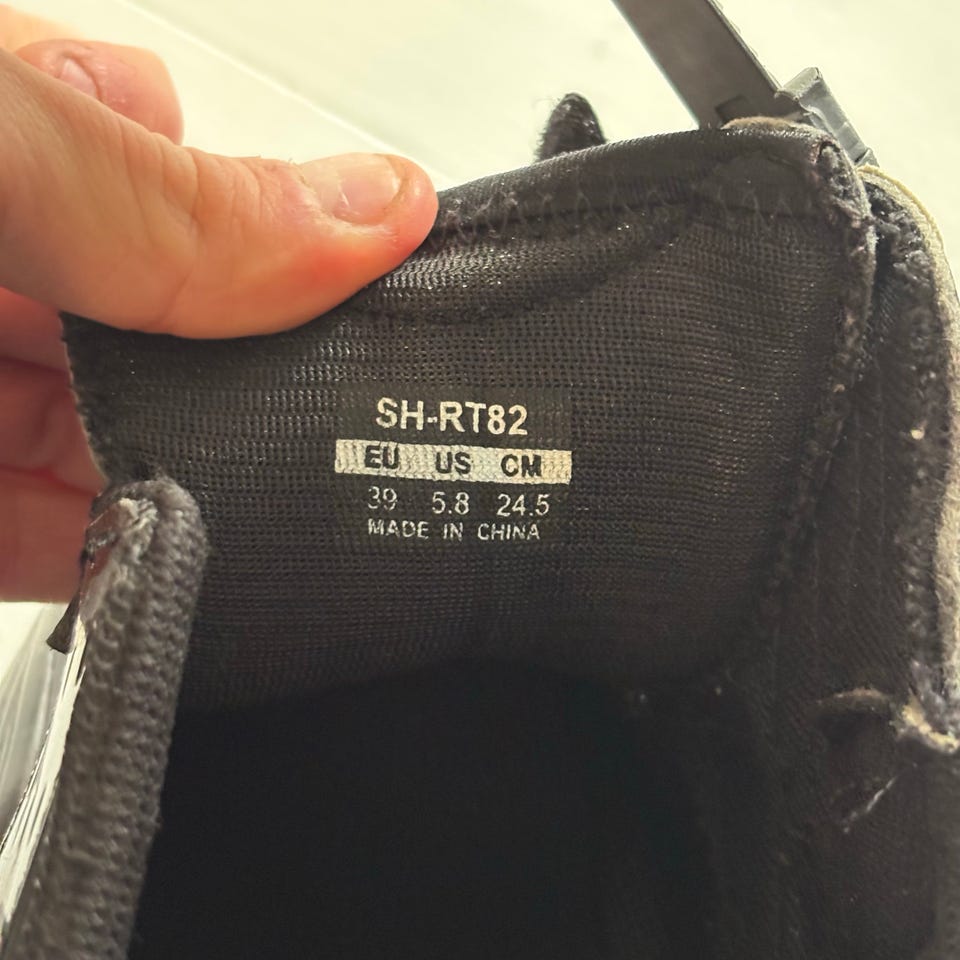 SH-RT82
EU US CM
39 5.8 24.5
MADE IN CHINA